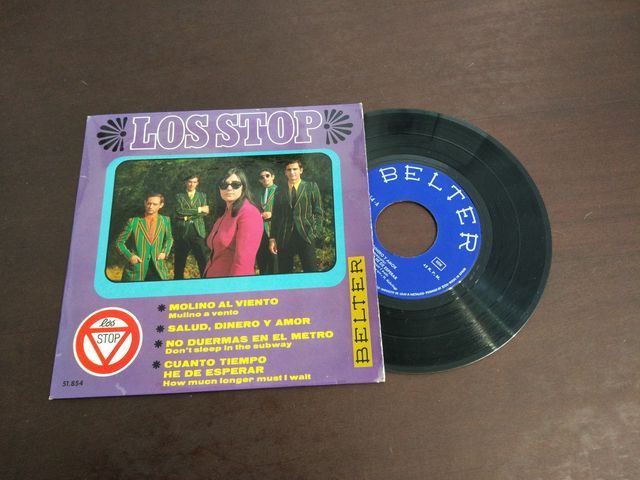 LOS STOP
MOLINO AL VIENTO
Mulino a vento
SALUD, DINERO Y AMOR
NO DUERMAS EN EL METRO
Don't sleep in the subway
CUANTO TIEMPO
HE DE ESPERAR
How much longer must I wait
BELTER
los
STOP
51.854
BELTER
45 R. P. M.